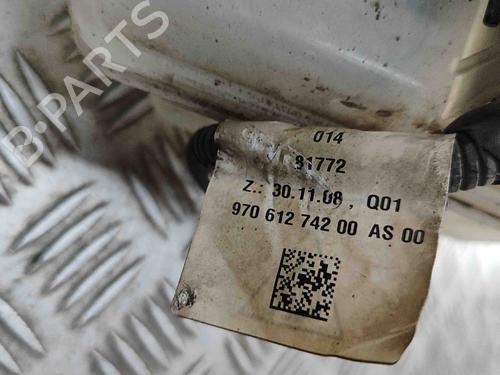 B-PARTS
014
81772
Z.: 30.11.08 , Q01
970 612 742 00 AS 00